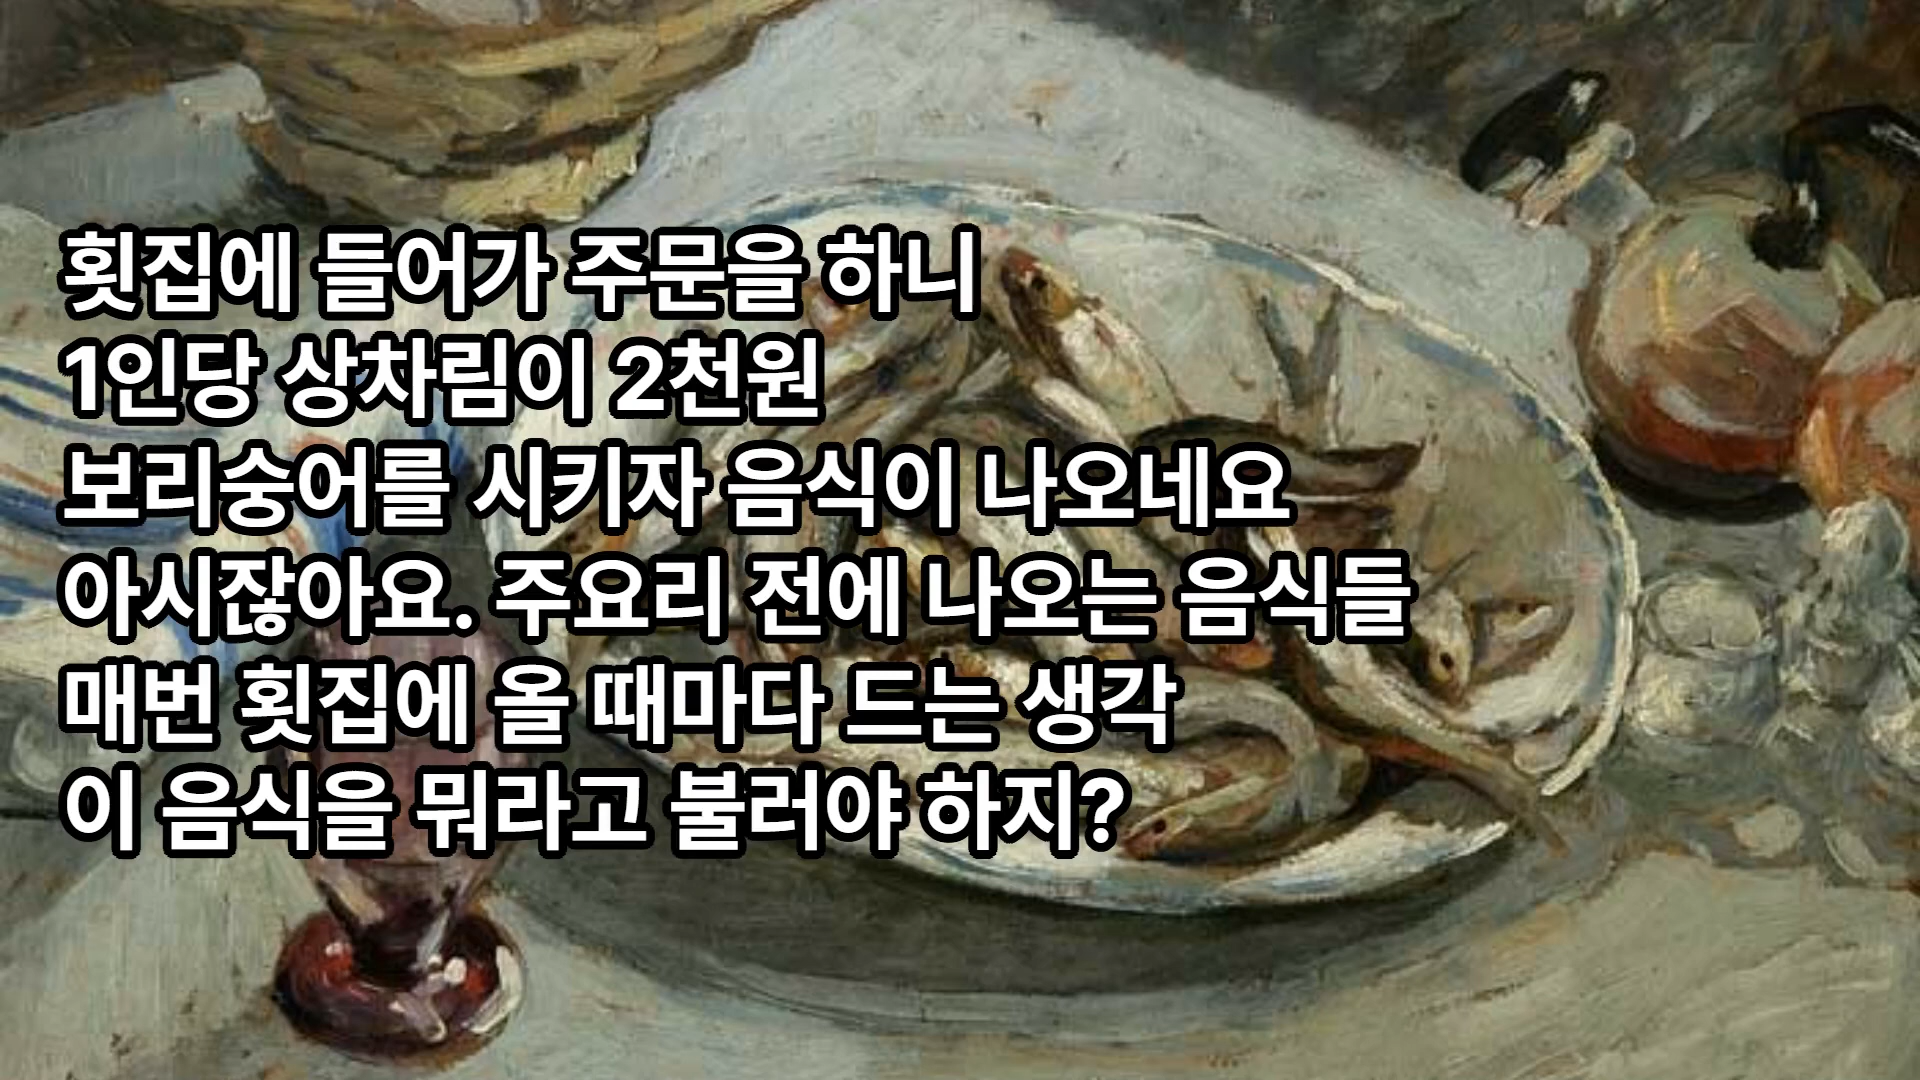 횟집에 들어가 주문을 하니
1인당 상차림이 2천원
보리숭어를 시키자 음식이 나오네요
아시잖아요. 주요리 전에 나오는 음식들
매번 횟집에 올 때마다 드는 생각
이 음식을 뭐라고 불러야 하지?